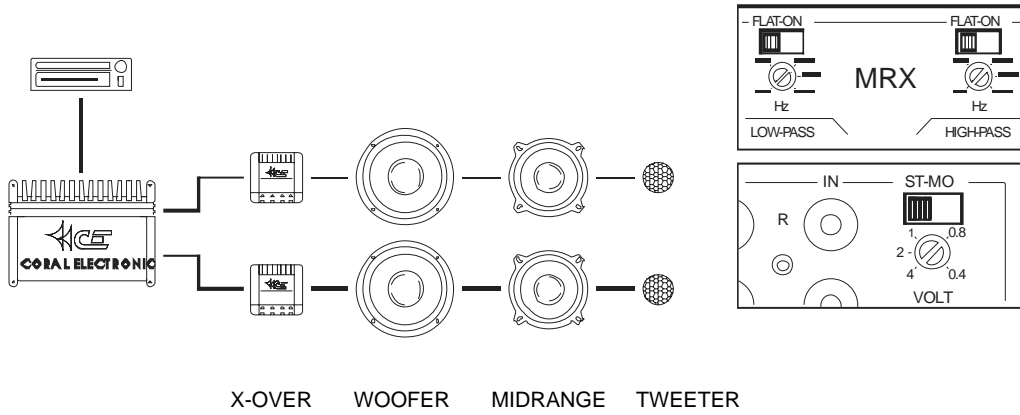 FLAT-ON FLAT-ON
MRX
Hz Hz
LOW-PASS HIGH-PASS
IN ST-MO
R
1 0.8
2
4 0.4
VOLT
CE
CORAL ELECTRONIC
X-OVER WOOFER MIDRANGE TWEETER